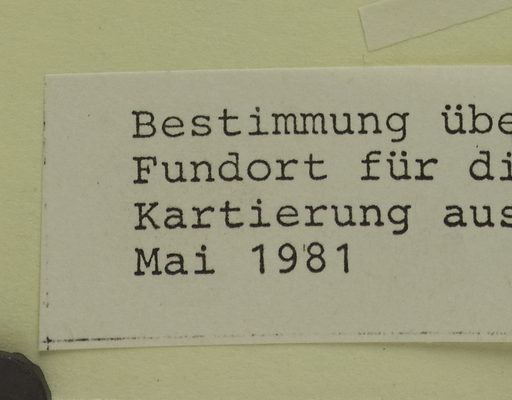 Bestimmung übe
Fundort für di
Kartierung aus
Mai 1981